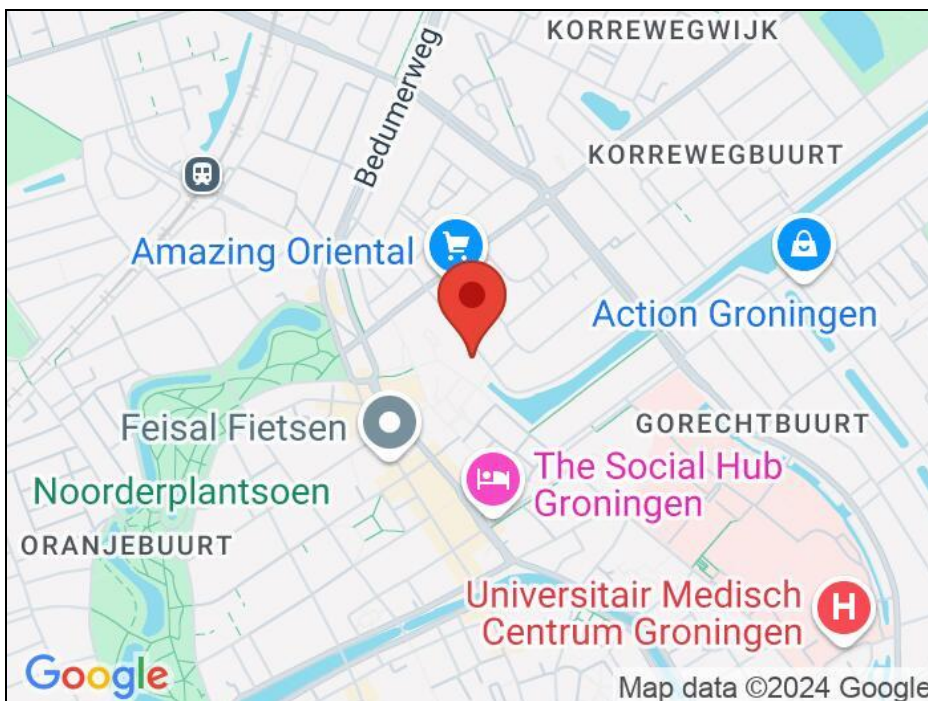 KORREWEGWIJK
Bedumerweg
KORREWEGBUURT
Amazing Oriental
Action Groningen
Feisal Fietsen
GORECHTBUURT
The Social Hub
Groningen
Noorderplantsoen
ORANJEBUURT
Universitair Medisch
Centrum Groningen
H
Google
Map data ©2024 Google